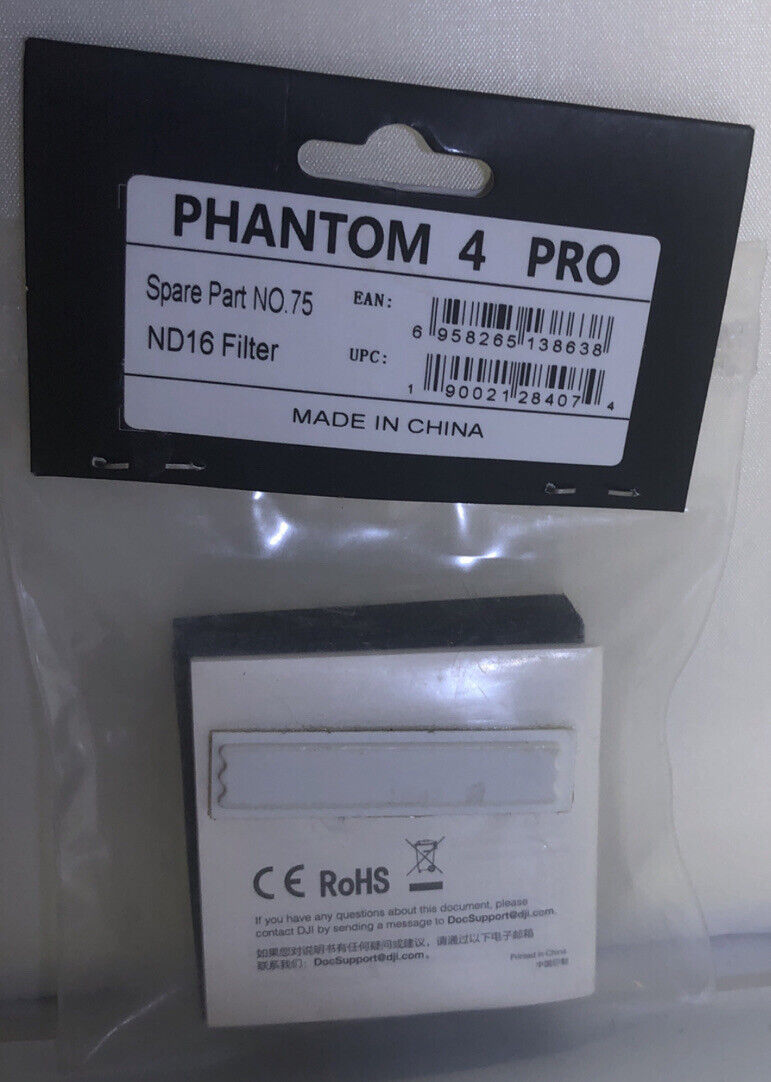 PHANTOM 4 PRO
Spare Part NO.75
EAN:
6 958265 138638
ND16 Filter
UPC:
1 90021 28407 4
MADE IN CHINA
CE RoHS
If you have any questions about this document, please
contact DJI by sending a message to DocSupport@dji.com.
如果您对说明书有任何疑问或建议，请通过以下电子邮箱
联系我们：DocSupport@dji.com。
Printed in China
中国印制